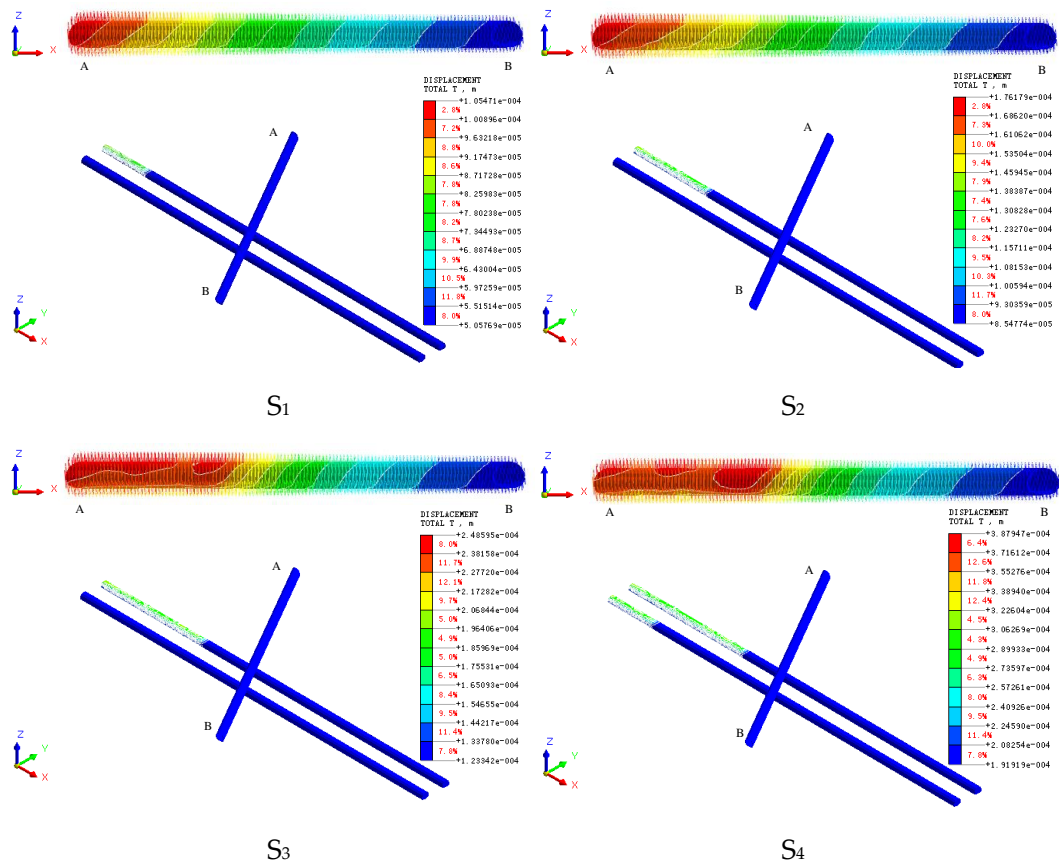 Z
X
A
B
DISPLACEMENT
TOTAL T , m
+1.05471e-004
2.8%
+1.00896e-004
7.2%
+9.63218e-005
8.8%
+9.17473e-005
8.6%
+8.71728e-005
7.8%
+8.25983e-005
7.8%
+7.80238e-005
8.2%
+7.34493e-005
8.7%
+6.88748e-005
9.9%
+6.43004e-005
10.5%
+5.97259e-005
11.8%
+5.51514e-005
8.0%
+5.05769e-005
A
B
Z
Y
X
S1
Z
X
A
B
DISPLACEMENT
TOTAL T , m
+1.76179e-004
2.8%
+1.68620e-004
7.3%
+1.61062e-004
10.0%
+1.53504e-004
9.4%
+1.45945e-004
7.9%
+1.38387e-004
7.4%
+1.30828e-004
7.6%
+1.23270e-004
8.2%
+1.15711e-004
9.5%
+1.08153e-004
10.3%
+1.00594e-004
11.7%
+9.30359e-005
8.0%
+8.54774e-005
A
B
Z
Y
X
S2
Z
X
A
B
DISPLACEMENT
TOTAL T , m
+2.48595e-004
8.0%
+2.38158e-004
11.7%
+2.27720e-004
12.1%
+2.17282e-004
9.7%
+2.06844e-004
5.0%
+1.96406e-004
4.9%
+1.85969e-004
5.0%
+1.75531e-004
6.5%
+1.65093e-004
8.4%
+1.54655e-004
9.5%
+1.44217e-004
11.4%
+1.33780e-004
7.8%
+1.23342e-004
A
B
Z
Y
X
S3
Z
X
A
B
DISPLACEMENT
TOTAL T , m
+3.87947e-004
6.4%
+3.71612e-004
12.6%
+3.55276e-004
11.8%
+3.38940e-004
12.4%
+3.22604e-004
4.5%
+3.06269e-004
4.3%
+2.89933e-004
4.9%
+2.73597e-004
6.3%
+2.57261e-004
8.0%
+2.40926e-004
9.5%
+2.24590e-004
11.4%
+2.08254e-004
7.8%
+1.91919e-004
A
B
Z
Y
X
S4